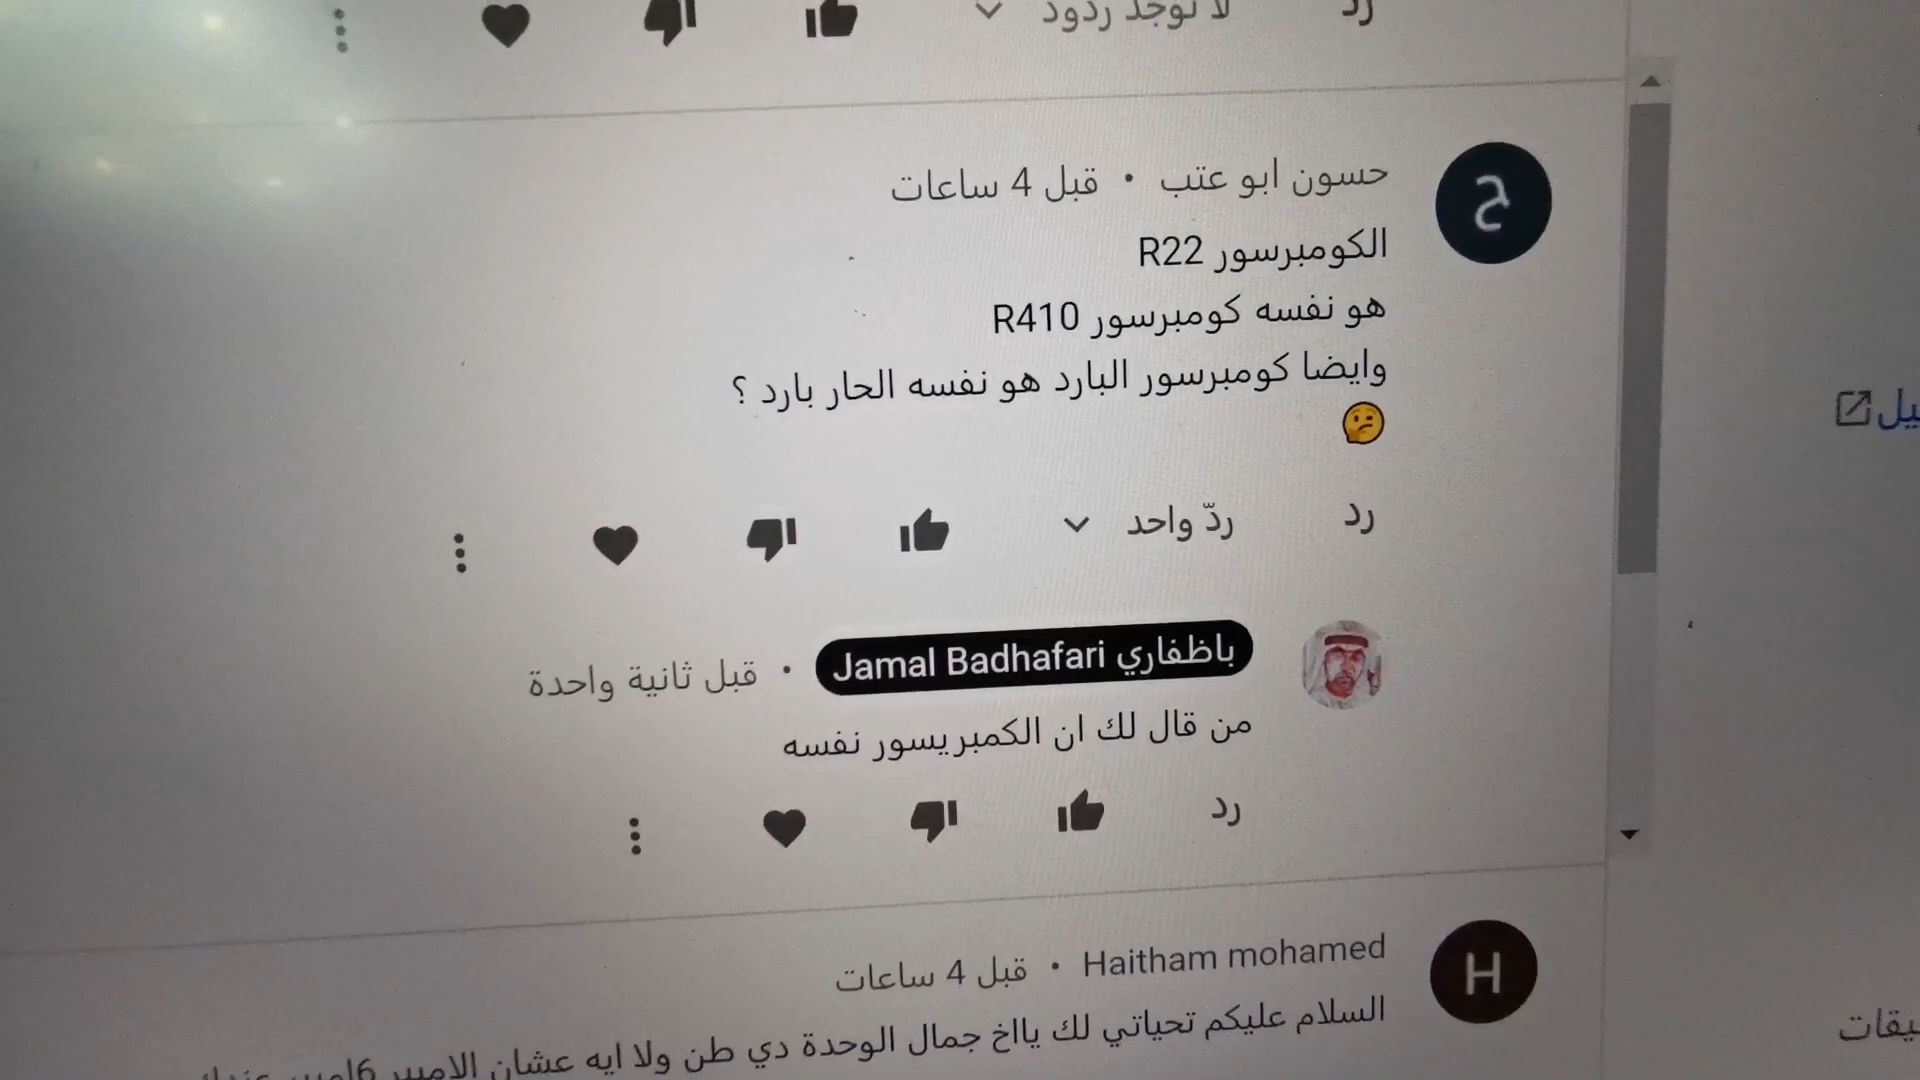 رد لا توجد ردود
ح
حسون ابو عتب • قبل 4 ساعات
الكومبرسور R22
هو نفسه كومبرسور R410
وايضا كومبرسور البارد هو نفسه الحار بارد ؟
🤔
رد ردّ واحد
Jamal Badhafari باظفاري • قبل ثانية واحدة
من قال لك ان الكمبريسور نفسه
رد
H
Haitham mohamed • قبل 4 ساعات
السلام عليكم تحياتي لك يااخ جمال الوحدة دي طن ولا ايه عشان الامبير